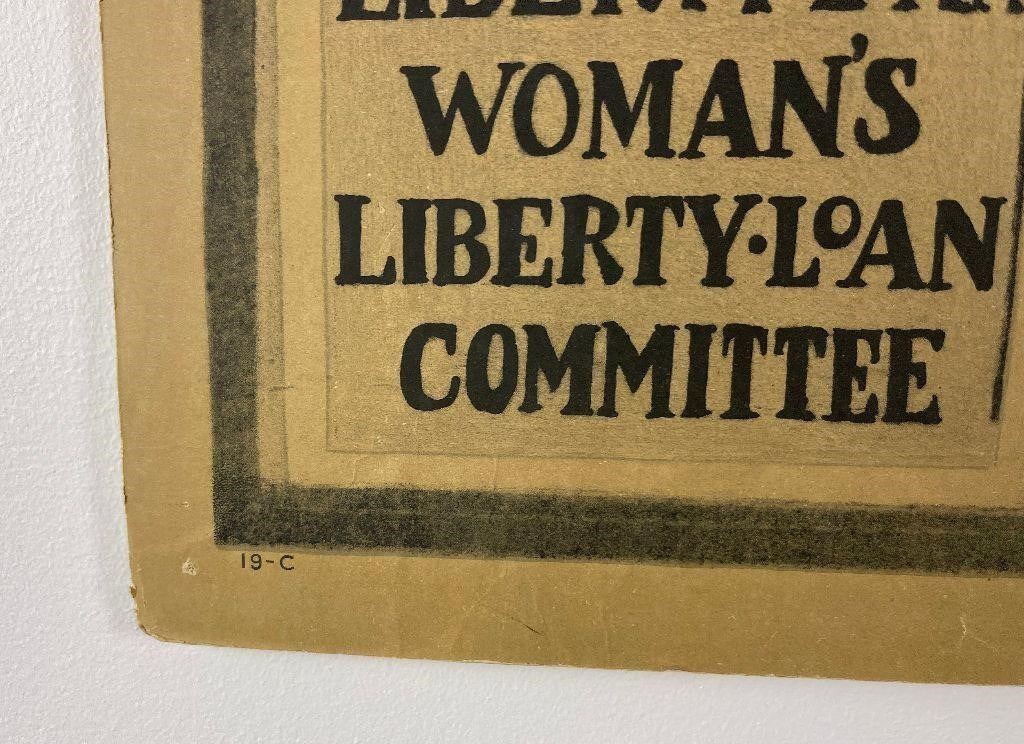 WOMAN'S
LIBERTY·LOAN
COMMITTEE
19-C